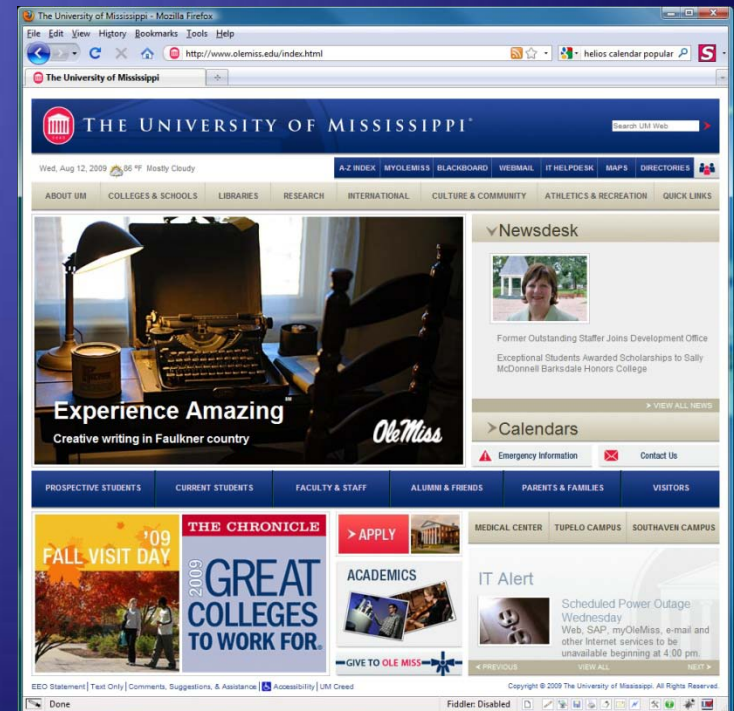 The University of Mississippi - Mozilla Firefox
File Edit View History Bookmarks Tools Help
http://www.olemiss.edu/index.html
helios calendar popular
The University of Mississippi
THE UNIVERSITY OF MISSISSIPPI
Search UM Web
Wed, Aug 12, 2009 86 °F Mostly Cloudy
A-Z INDEX MYOLEMISS BLACKBOARD WEBMAIL IT HELPDESK MAPS DIRECTORIES
ABOUT UM COLLEGES & SCHOOLS LIBRARIES RESEARCH INTERNATIONAL CULTURE & COMMUNITY ATHLETICS & RECREATION QUICK LINKS
Newsdesk
Former Outstanding Staffer Joins Development Office
Exceptional Students Awarded Scholarships to Sally
McDonnell Barksdale Honors College
VIEW ALL NEWS
Experience Amazing™
Creative writing in Faulkner country
Ole Miss
Calendars
Emergency Information Contact Us
PROSPECTIVE STUDENTS CURRENT STUDENTS FACULTY & STAFF ALUMNI & FRIENDS PARENTS & FAMILIES VISITORS
'09
FALL VISIT DAY
THE CHRONICLE
2009
GREAT
COLLEGES
TO WORK FOR.
> APPLY
ACADEMICS
GIVE TO OLE MISS
MEDICAL CENTER TUPELO CAMPUS SOUTHAVEN CAMPUS
IT Alert
Scheduled Power Outage
Wednesday
Web, SAP, myOleMiss, e-mail and
other Internet services to be
unavailable beginning at 4:00 pm.
< PREVIOUS VIEW ALL NEXT >
EEO Statement | Text Only | Comments, Suggestions, & Assistance | Accessibility | UM Creed
Copyright © 2009 The University of Mississippi. All Rights Reserved.
Done
Fiddler: Disabled